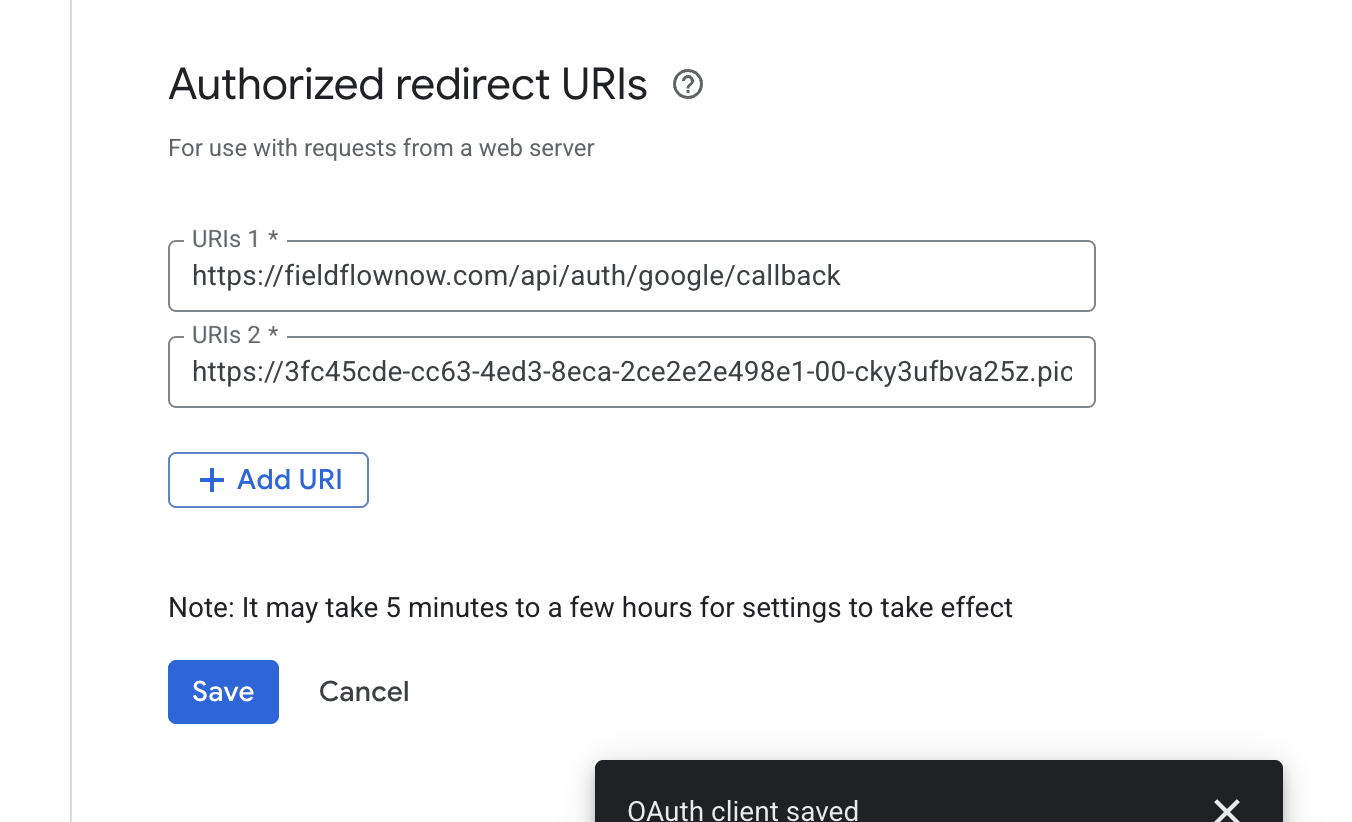 Authorized redirect URIs
For use with requests from a web server
URIs 1 *
https://fieldflownow.com/api/auth/google/callback
URIs 2 *
https://3fc45cde-cc63-4ed3-8eca-2ce2e2e498e1-00-cky3ufbva25z.pic
+ Add URI
Note: It may take 5 minutes to a few hours for settings to take effect
Save Cancel
OAuth client saved